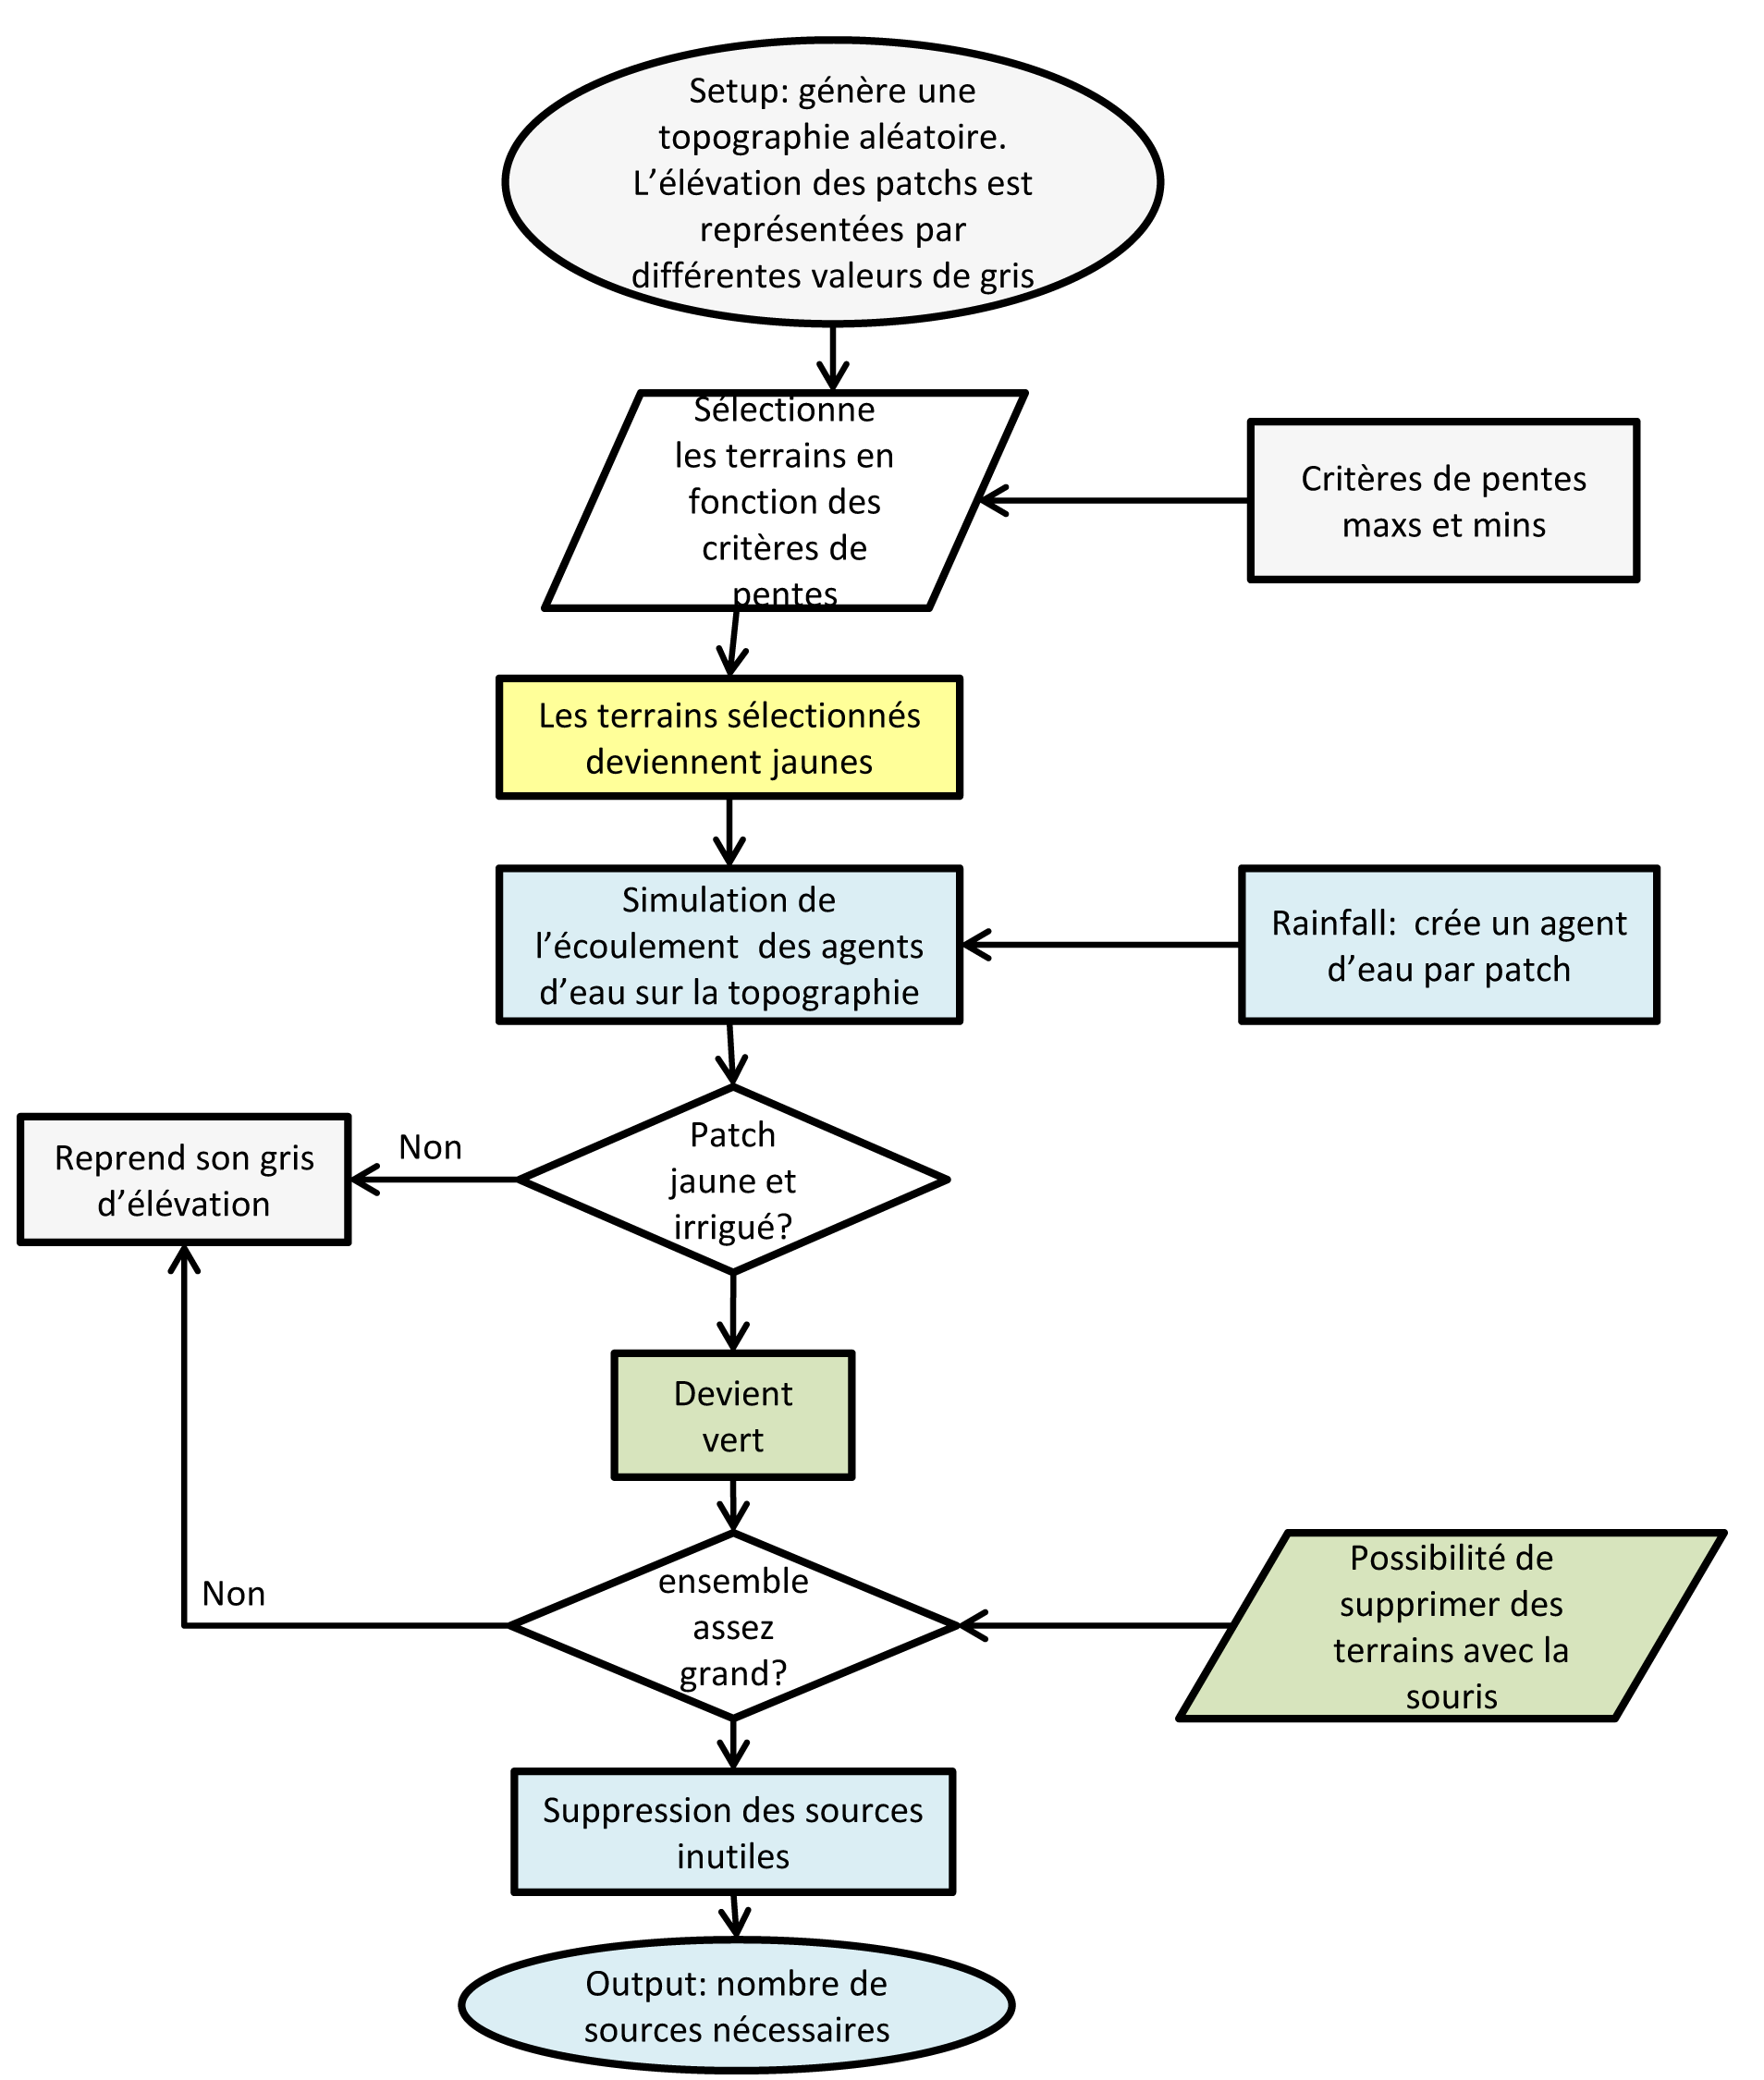 Setup: génère une
topographie aléatoire.
L’élévation des patchs est
représentées par
différentes valeurs de gris
Sélectionne
les terrains en
fonction des
critères de
pentes
Critères de pentes
maxs et mins
Les terrains sélectionnés
deviennent jaunes
Simulation de
l’écoulement  des agents
d’eau sur la topographie
Rainfall:  crée un agent
d’eau par patch
Patch
jaune et
irrigué?
Non
Reprend son gris
d’élévation
Devient
vert
ensemble
assez
grand?
Non
Possibilité de
supprimer des
terrains avec la
souris
Suppression des sources
inutiles
Output: nombre de
sources nécessaires